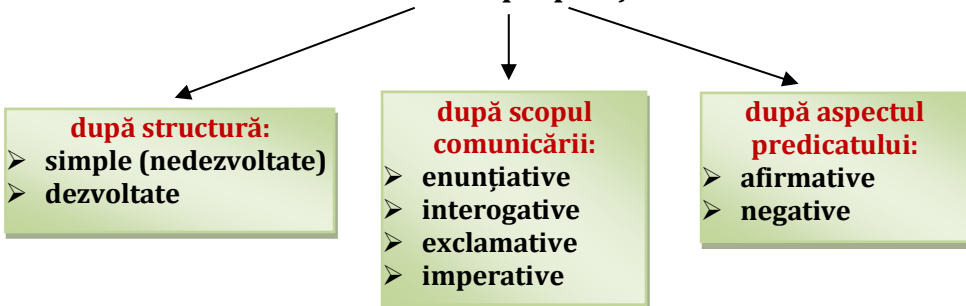 după structură:
➢ simple (nedezvoltate)
➢ dezvoltate
după scopul
comunicării:
➢ enunțiative
➢ interogative
➢ exclamative
➢ imperative
după aspectul
predicatului:
➢ afirmative
➢ negative